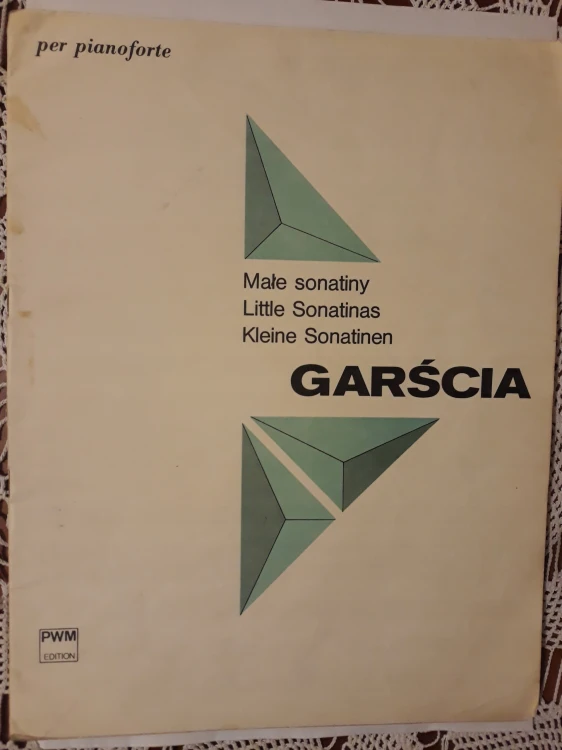 per pianoforte
Małe sonatiny
Little Sonatinas
Kleine Sonatinen
GARŚCIA
PWM
EDITION